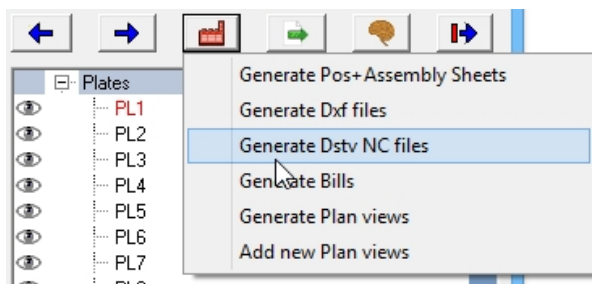 Plates
PL1
PL2
PL3
PL4
PL5
PL6
PL7
Generate Pos+Assembly Sheets
Generate Dxf files
Generate Dstv NC files
Generate Bills
Generate Plan views
Add new Plan views